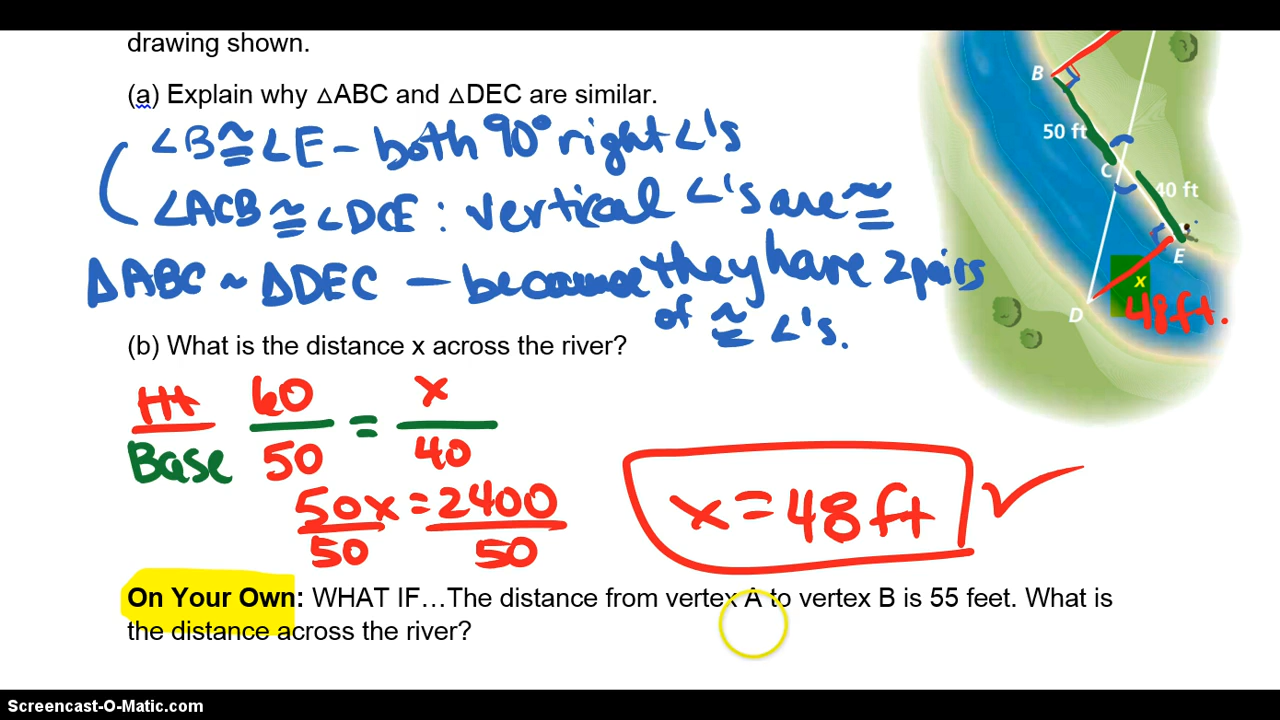 drawing shown.
(a) Explain why △ABC and △DEC are similar.
∠B ≅ ∠E – both 90° right ∠'s
∠ACB ≅ ∠DCE : vertical ∠'s are ≅
△ABC ~ △DEC – because they have 2 pairs
of ≅ ∠'s.
(b) What is the distance x across the river?
Ht 60 = x
Base 50 40
50x = 2400
50 50
x = 48 ft ✓
On Your Own: WHAT IF…The distance from vertex A to vertex B is 55 feet. What is
the distance across the river?
B
50 ft
C
40 ft
E
x
D
48 ft.
Screencast-O-Matic.com